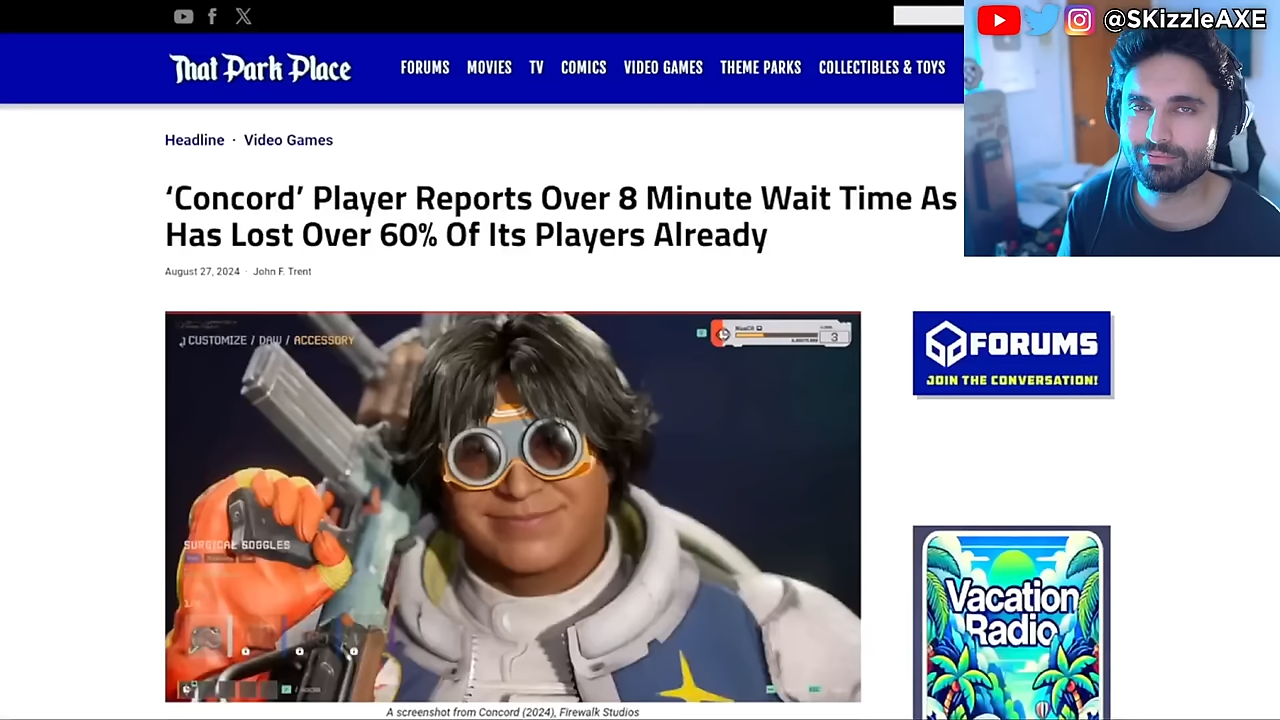 @SKizzleAXE
That Park Place
FORUMS MOVIES TV COMICS VIDEO GAMES THEME PARKS COLLECTIBLES & TOYS
Headline · Video Games
‘Concord’ Player Reports Over 8 Minute Wait Time As
Has Lost Over 60% Of Its Players Already
August 27, 2024 · John F. Trent
CUSTOMIZE / DAW / ACCESSORY
3
SURGICAL GOGGLES
FORUMS
JOIN THE CONVERSATION!
Vacation
Radio
A screenshot from Concord (2024), Firewalk Studios